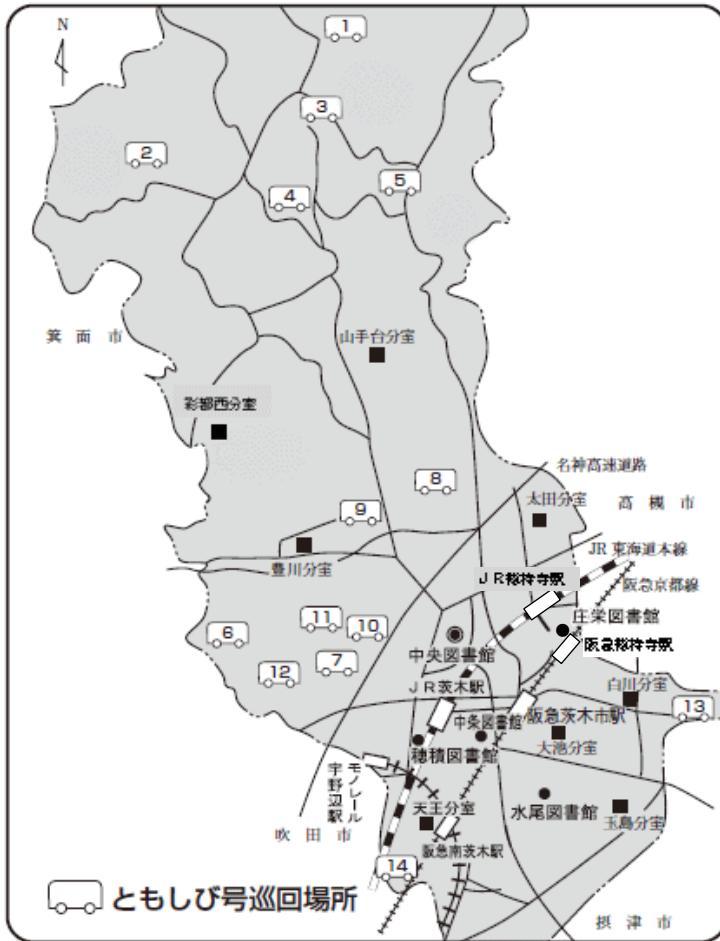 N
1
3
2
5
4
箕面市
山手台分室
彩都西分室
名神高速道路
8
太田分室
高槻市
9
JR東海道本線
豊川分室
JR総持寺駅
阪急京都線
庄栄図書館
11
10
6
阪急総持寺駅
中央図書館
7
12
JR茨木駅
白川分室
13
中条図書館
阪急茨木市駅
大池分室
穂積図書館
モノレール
宇野辺駅
天王分室
水尾図書館
玉島分室
吹田市
阪急南茨木駅
14
ともしび号巡回場所
摂津市